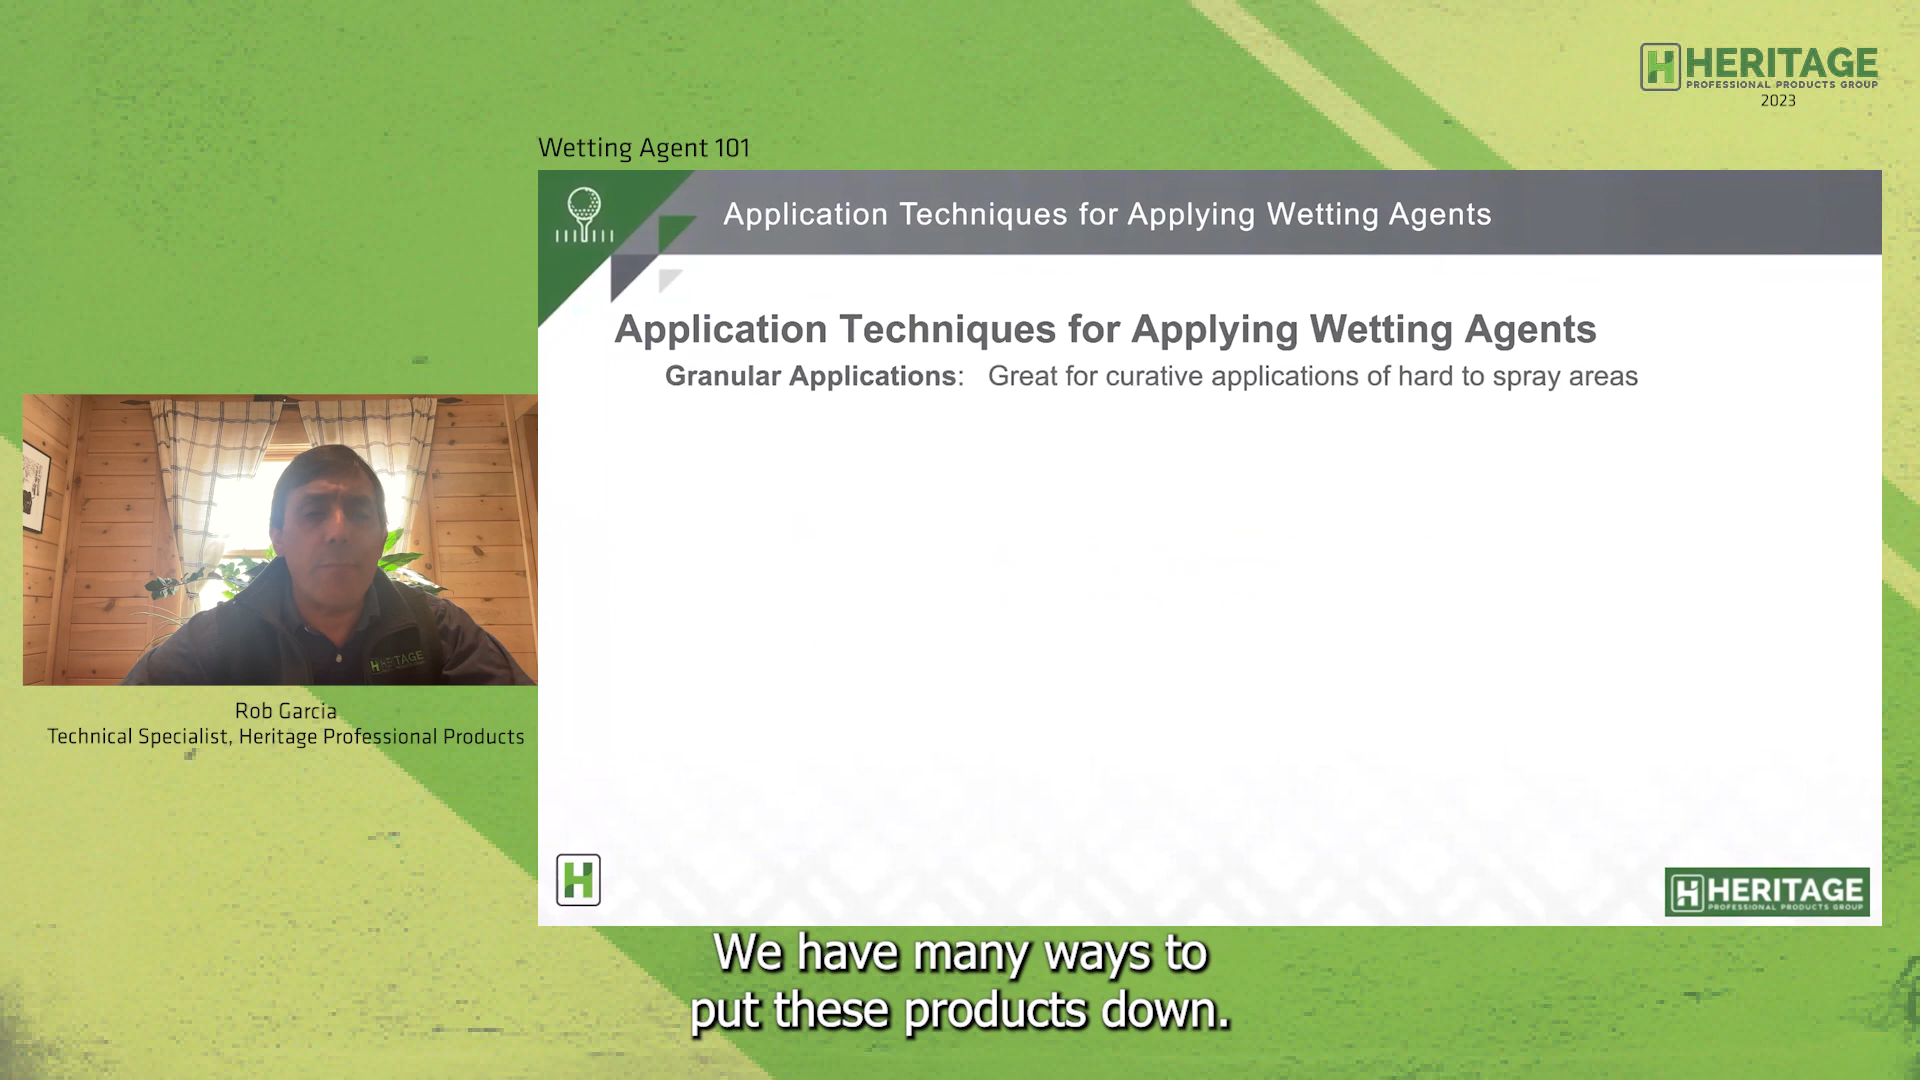 HERITAGE
PROFESSIONAL PRODUCTS GROUP
2023
Wetting Agent 101
Application Techniques for Applying Wetting Agents
Application Techniques for Applying Wetting Agents
Granular Applications: Great for curative applications of hard to spray areas
HERITAGE
Rob Garcia
Technical Specialist, Heritage Professional Products
H
HERITAGE
PROFESSIONAL PRODUCTS GROUP
We have many ways to
put these products down.